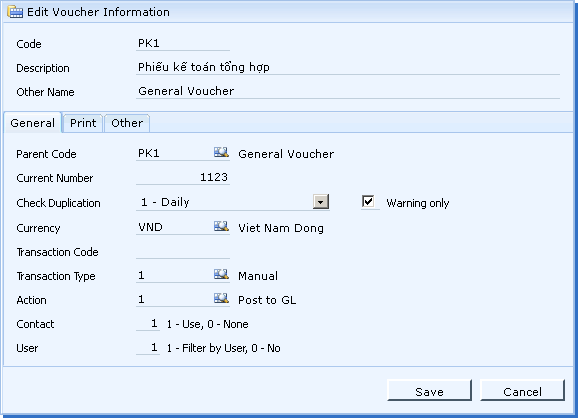 Edit Voucher Information
Code PK1
Description Phiếu kế toán tổng hợp
Other Name General Voucher
General Print Other
Parent Code PK1 General Voucher
Current Number 1123
Check Duplication 1 - Daily Warning only
Currency VND Viet Nam Dong
Transaction Code
Transaction Type 1 Manual
Action 1 Post to GL
Contact 1 1 - Use, 0 - None
User 1 1 - Filter by User, 0 - No
Save Cancel